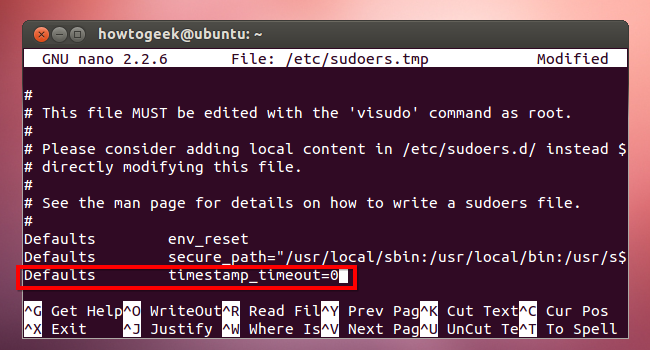 howtogeek@ubuntu: ~
GNU nano 2.2.6 File: /etc/sudoers.tmp Modified
#
# This file MUST be edited with the 'visudo' command as root.
#
# Please consider adding local content in /etc/sudoers.d/ instead $
# directly modifying this file.
#
# See the man page for details on how to write a sudoers file.
#
Defaults env_reset
Defaults secure_path="/usr/local/sbin:/usr/local/bin:/usr/s$
Defaults timestamp_timeout=0
^G Get Help^O WriteOut^R Read Fil^Y Prev Pag^K Cut Text^C Cur Pos
^X Exit ^J Justify ^W Where Is^V Next Pag^U UnCut Te^T To Spell